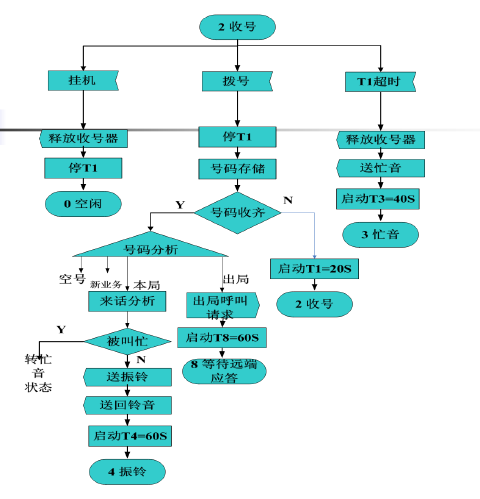 2 收号
挂机
拨号
T1超时
释放收号器
停T1
释放收号器
停T1
号码存储
送忙音
0 空闲
启动T3=40S
Y
号码收齐
N
3 忙音
号码分析
启动T1=20S
空号
新业务
本局
出局
来话分析
出局呼叫
请求
2 收号
Y
被叫忙
启动T8=60S
转忙
音
状态
N
8 等待远端
应答
送振铃
送回铃音
启动T4=60S
4 振铃